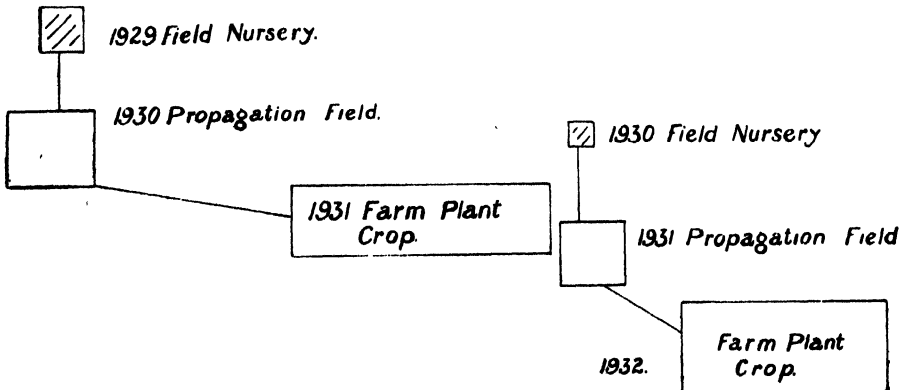 1929 Field Nursery.
1930 Propagation Field.
1931 Farm Plant
Crop.
1930 Field Nursery
1931 Propagation Field
1932.
Farm Plant
Crop.